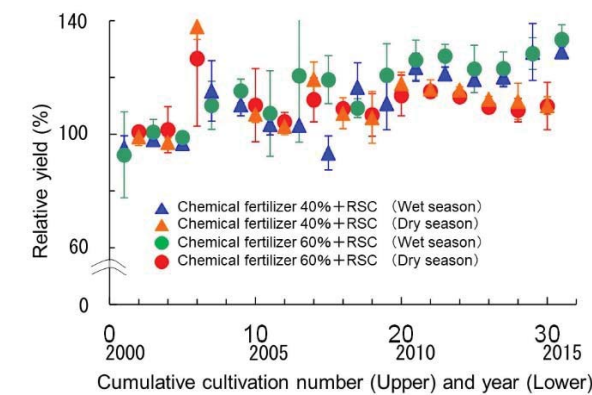 140
100
60
0
Relative yield (%)
▲ Chemical fertilizer 40%+RSC (Wet season)
▲ Chemical fertilizer 40%+RSC (Dry season)
● Chemical fertilizer 60%+RSC (Wet season)
● Chemical fertilizer 60%+RSC (Dry season)
0 10 20 30
2000 2005 2010 2015
Cumulative cultivation number (Upper) and year (Lower)